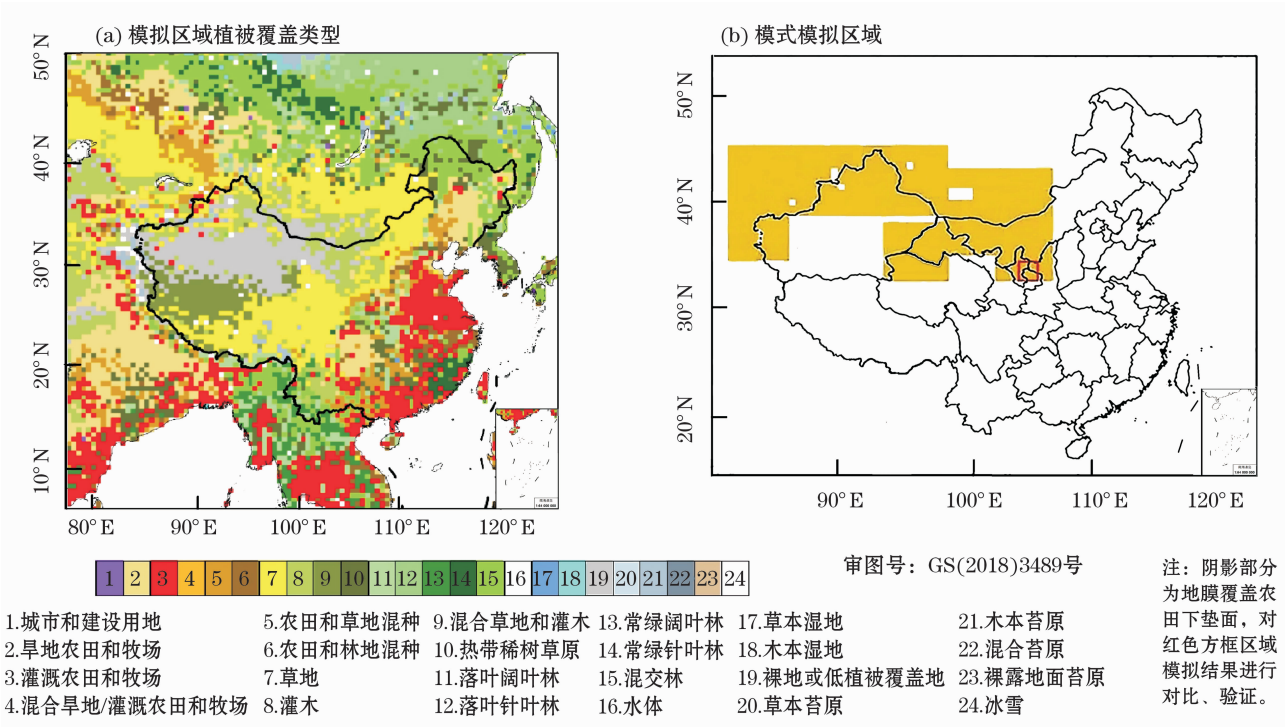 (a) 模拟区域植被覆盖类型
(b) 模式模拟区域
50° N
40° N
30° N
20° N
10° N
80° E
90° E
100° E
110° E
120° E
50° N
40° N
30° N
20° N
90° E
100° E
110° E
120° E
1 2 3 4 5 6 7 8 9 10 11 12 13 14 15 16 17 18 19 20 21 22 23 24
审图号：GS(2018)3489号
1.城市和建设用地
2.旱地农田和牧场
3.灌溉农田和牧场
4.混合旱地/灌溉农田和牧场
5.农田和草地混种
6.农田和林地混种
7.草地
8.灌木
9.混合草地和灌木
10.热带稀树草原
11.落叶阔叶林
12.落叶针叶林
13.常绿阔叶林
14.常绿针叶林
15.混交林
16.水体
17.草本湿地
18.木本湿地
19.裸地或低植被覆盖地
20.草本苔原
21.木本苔原
22.混合苔原
23.裸露地面苔原
24.冰雪
注：阴影部分
为地膜覆盖农
田下垫面，对
红色方框区域
模拟结果进行
对比、验证。